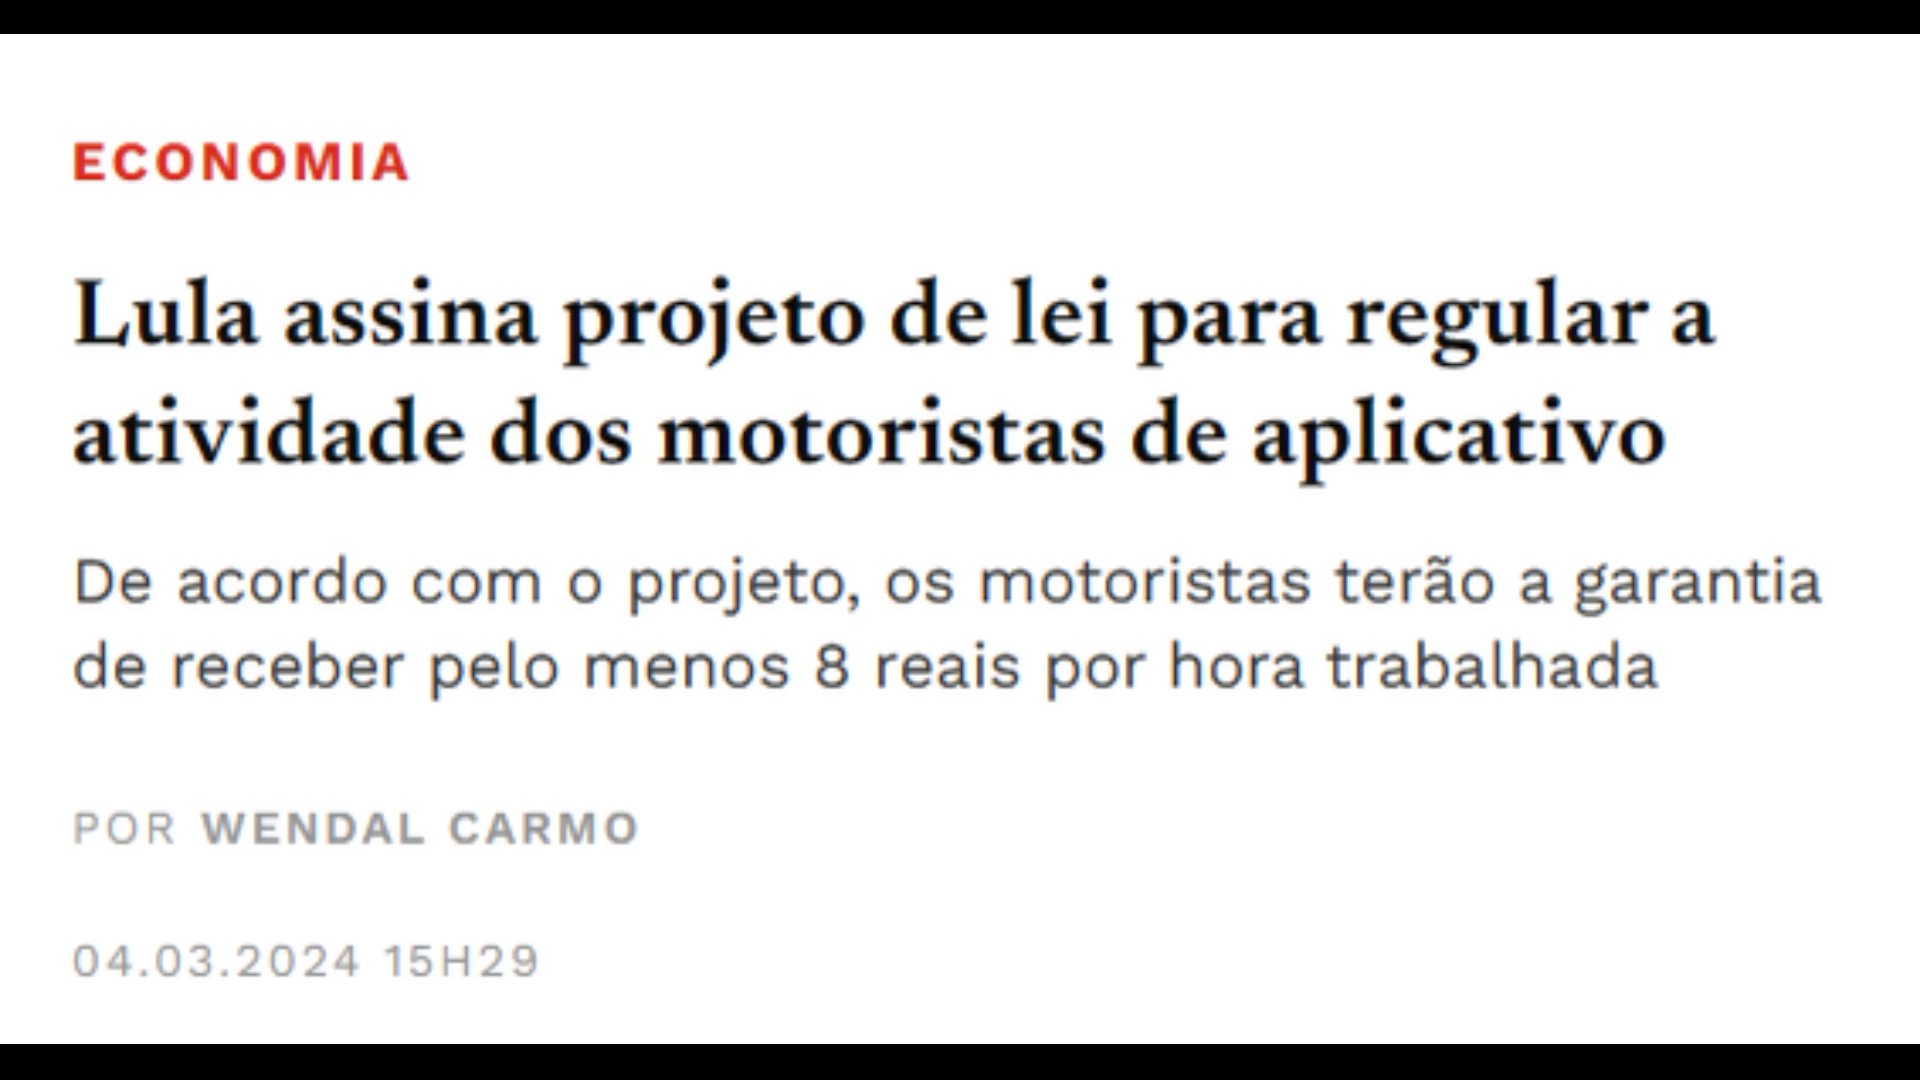 ECONOMIA
Lula assina projeto de lei para regular a
atividade dos motoristas de aplicativo
De acordo com o projeto, os motoristas terão a garantia
de receber pelo menos 8 reais por hora trabalhada
POR WENDAL CARMO
04.03.2024 15H29